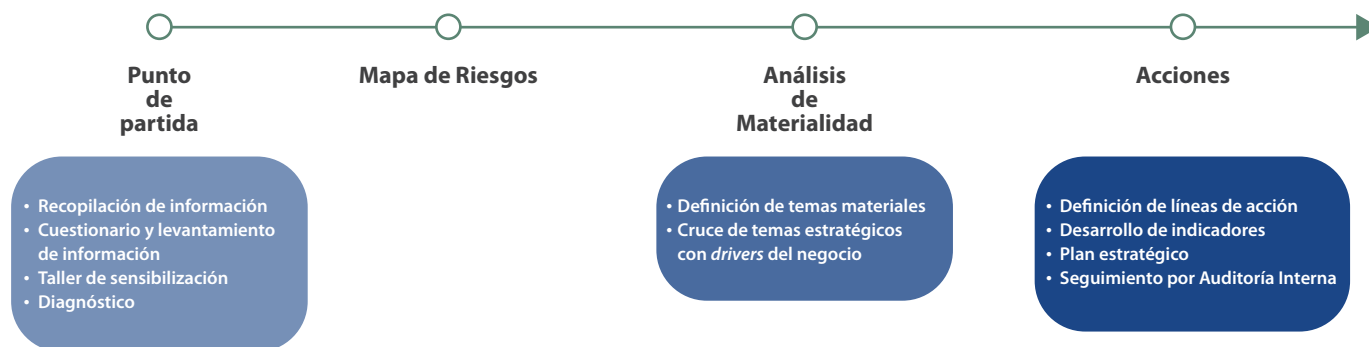 Punto
de
partida
Mapa de Riesgos
Análisis
de
Materialidad
Acciones
• Recopilación de información
• Cuestionario y levantamiento
de información
• Taller de sensibilización
• Diagnóstico
• Definición de temas materiales
• Cruce de temas estratégicos
con drivers del negocio
• Definición de líneas de acción
• Desarrollo de indicadores
• Plan estratégico
• Seguimiento por Auditoría Interna